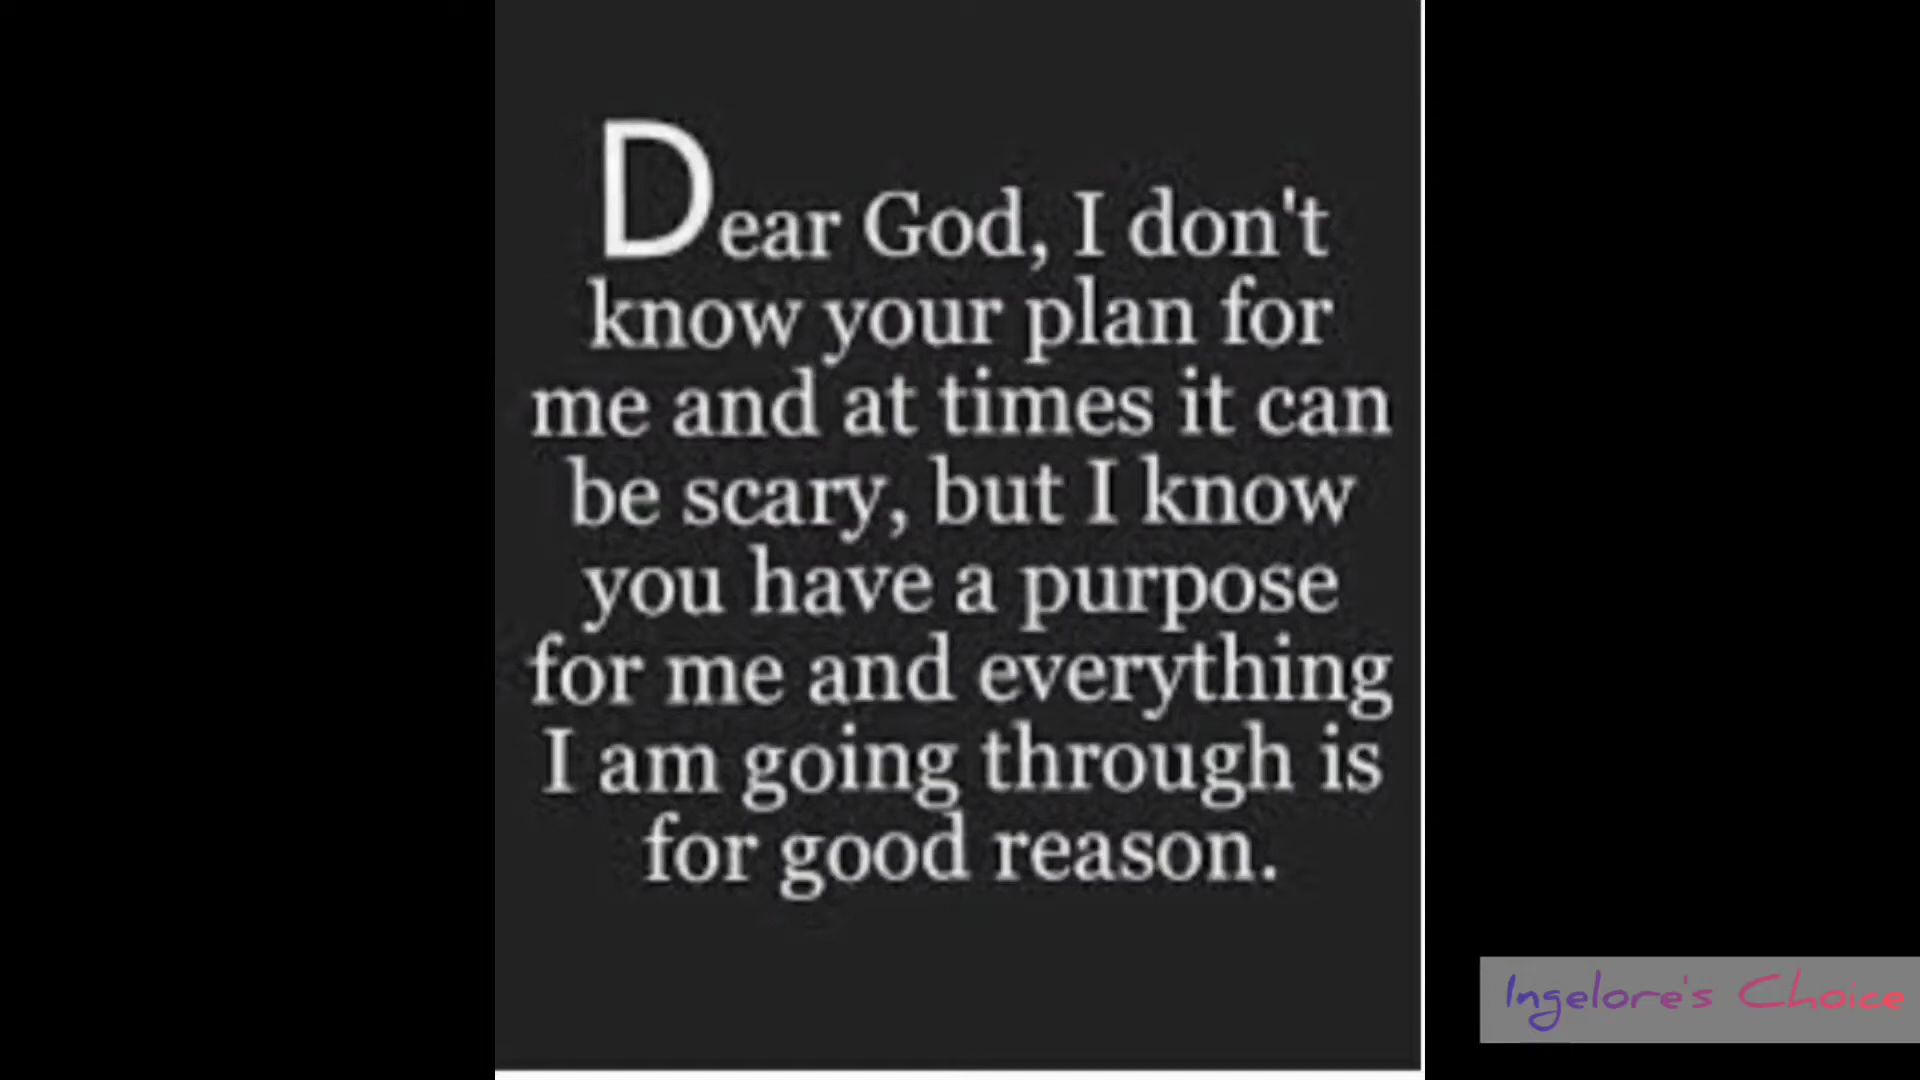 Dear God, I don't
know your plan for
me and at times it can
be scary, but I know
you have a purpose
for me and everything
I am going through is
for good reason.
Ingelore's Choice